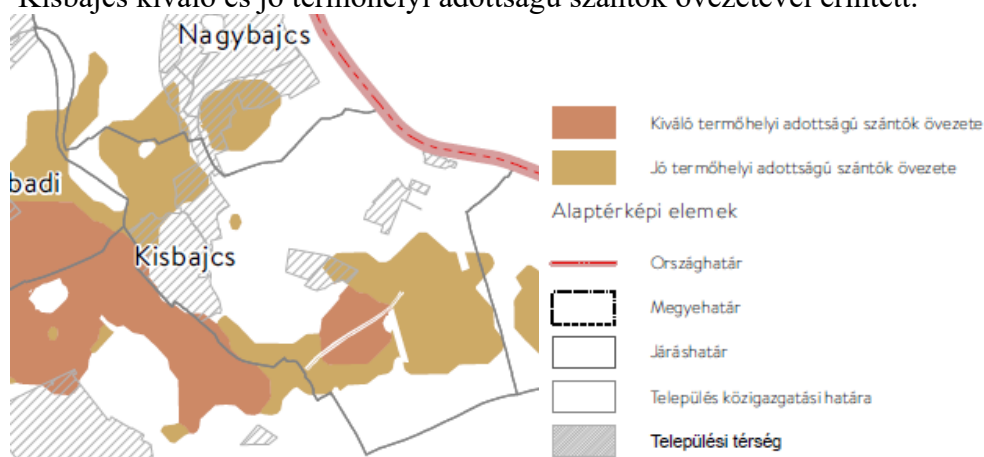 Kisbajcs kiváló és jó termőhelyi adottságú szántók övezetével érintett.
Nagybajcs
badi
Kisbajcs
Kiváló termőhelyi adottságú szántók övezete
Jó termőhelyi adottságú szántók övezete
Alaptérképi elemek
Országhatár
Megyehatár
Járáshatár
Település közigazgatási határa
Települési térség